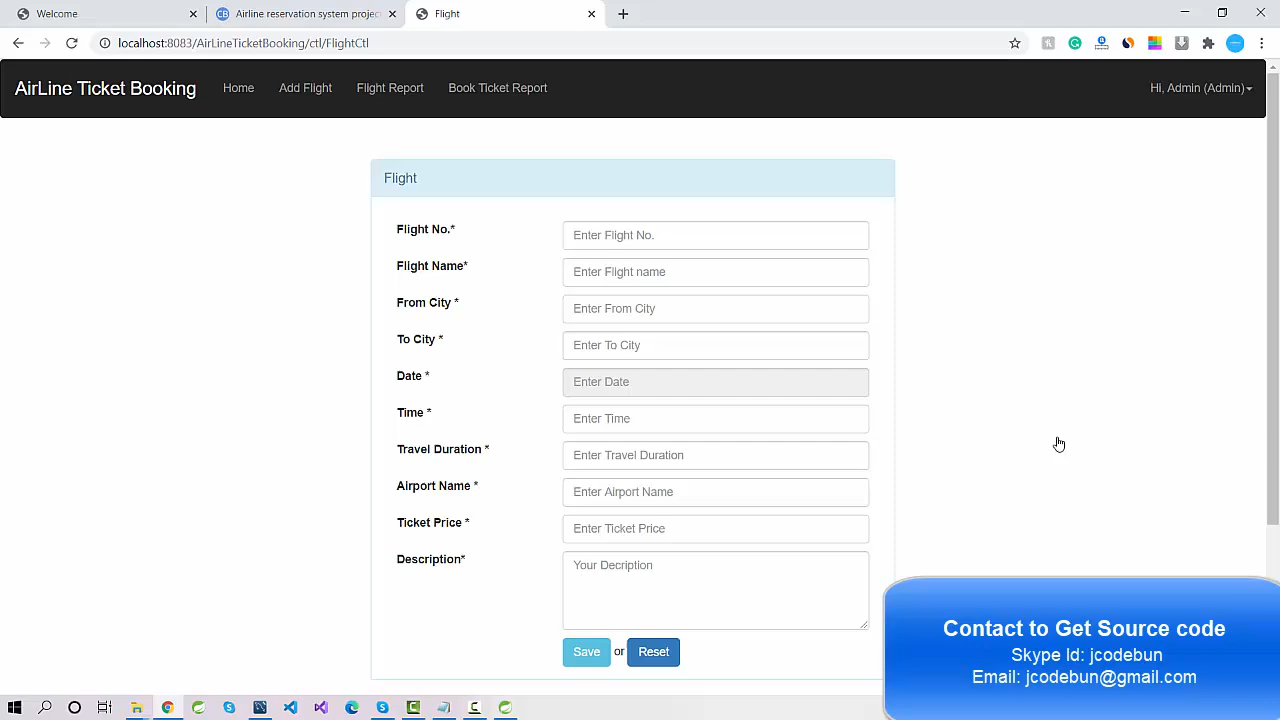 Welcome
Airline reservation system projec
Flight
localhost:8083/AirLineTicketBooking/ctl/FlightCtl
AirLine Ticket Booking Home Add Flight Flight Report Book Ticket Report HI, Admin (Admin)
Flight
Flight No.* Enter Flight No.
Flight Name* Enter Flight name
From City * Enter From City
To City * Enter To City
Date * Enter Date
Time * Enter Time
Travel Duration * Enter Travel Duration
Airport Name * Enter Airport Name
Ticket Price * Enter Ticket Price
Description* Your Decription
Save or Reset
Contact to Get Source code
Skype Id: jcodebun
Email: jcodebun@gmail.com